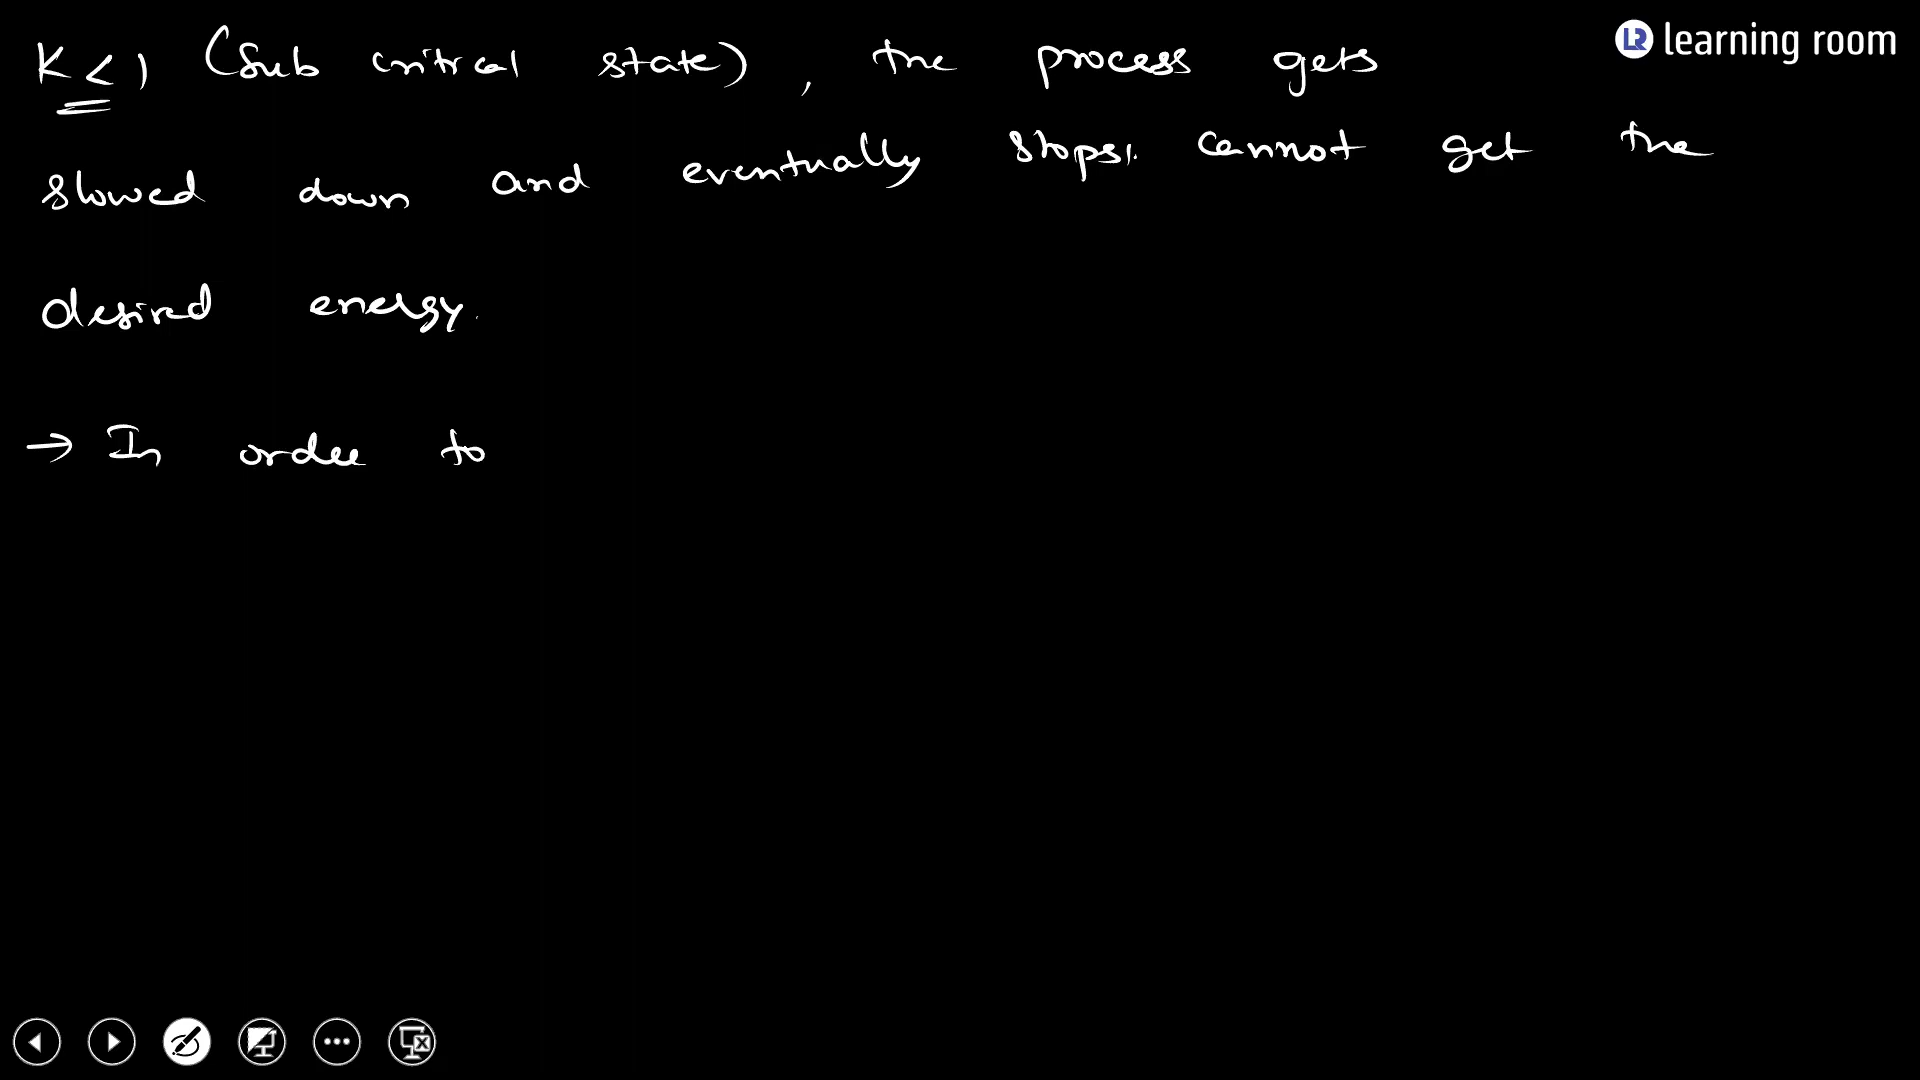 learning room
K < 1 (Sub critical state), the process gets
slowed down and eventually stops. cannot get the
desired energy.
→ In order to